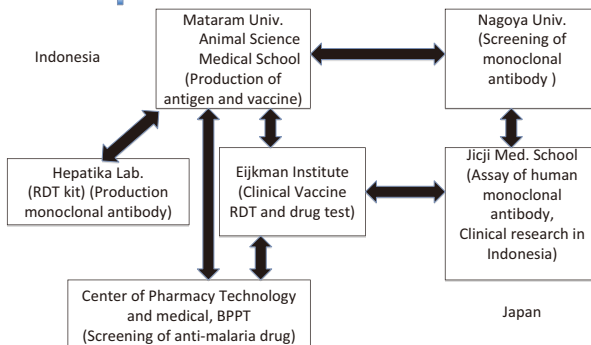 Indonesia
Mataram Univ.
Animal Science
Medical School
(Production of
antigen and vaccine)
Nagoya Univ.
(Screening of
monoclonal
antibody )
Hepatika Lab.
(RDT kit) (Production
monoclonal antibody)
Eijkman Institute
(Clinical Vaccine
RDT and drug test)
Jicji Med. School
(Assay of human
monoclonal
antibody,
Clinical research in
Indonesia)
Center of Pharmacy Technology
and medical, BPPT
(Screening of anti-malaria drug)
Japan